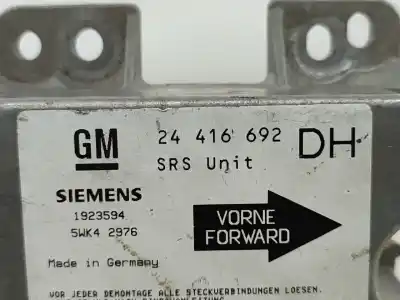 GM 24 416 692 DH
SRS Unit
SIEMENS
1923594
5WK4 2976
VORNE
FORWARD
Made in Germany
VOR JEDER DEMONTAGE ALLE STECKVERBINDUNGEN LOESEN.